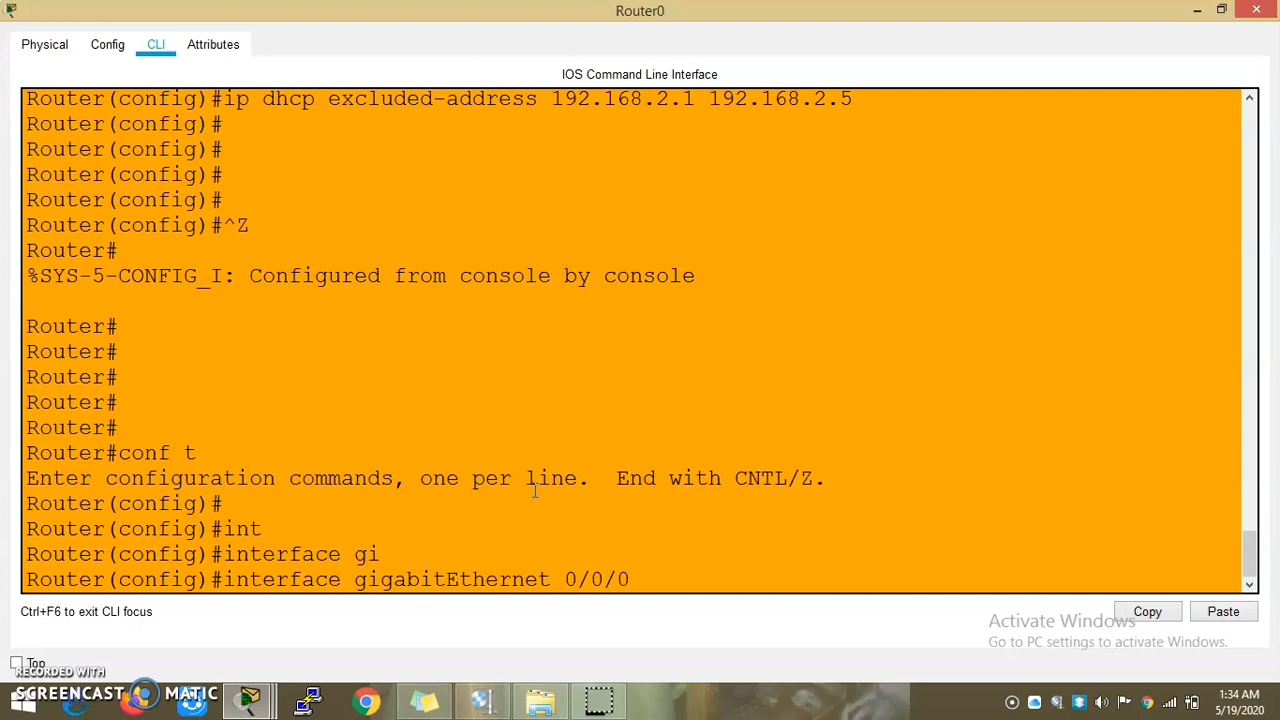 Router0
Physical Config CLI Attributes
IOS Command Line Interface
Router(config)#ip dhcp excluded-address 192.168.2.1 192.168.2.5
Router(config)#
Router(config)#
Router(config)#
Router(config)#
Router(config)#^Z
Router#
%SYS-5-CONFIG_I: Configured from console by console
Router#
Router#
Router#
Router#
Router#
Router#conf t
Enter configuration commands, one per line. End with CNTL/Z.
Router(config)#
Router(config)#int
Router(config)#interface gi
Router(config)#interface gigabitEthernet 0/0/0
Ctrl+F6 to exit CLI focus
Copy Paste
Activate Windows
Go to PC settings to activate Windows.
Top
RECORDED WITH
SCREENCAST MATIC
1:34 AM
5/19/2020